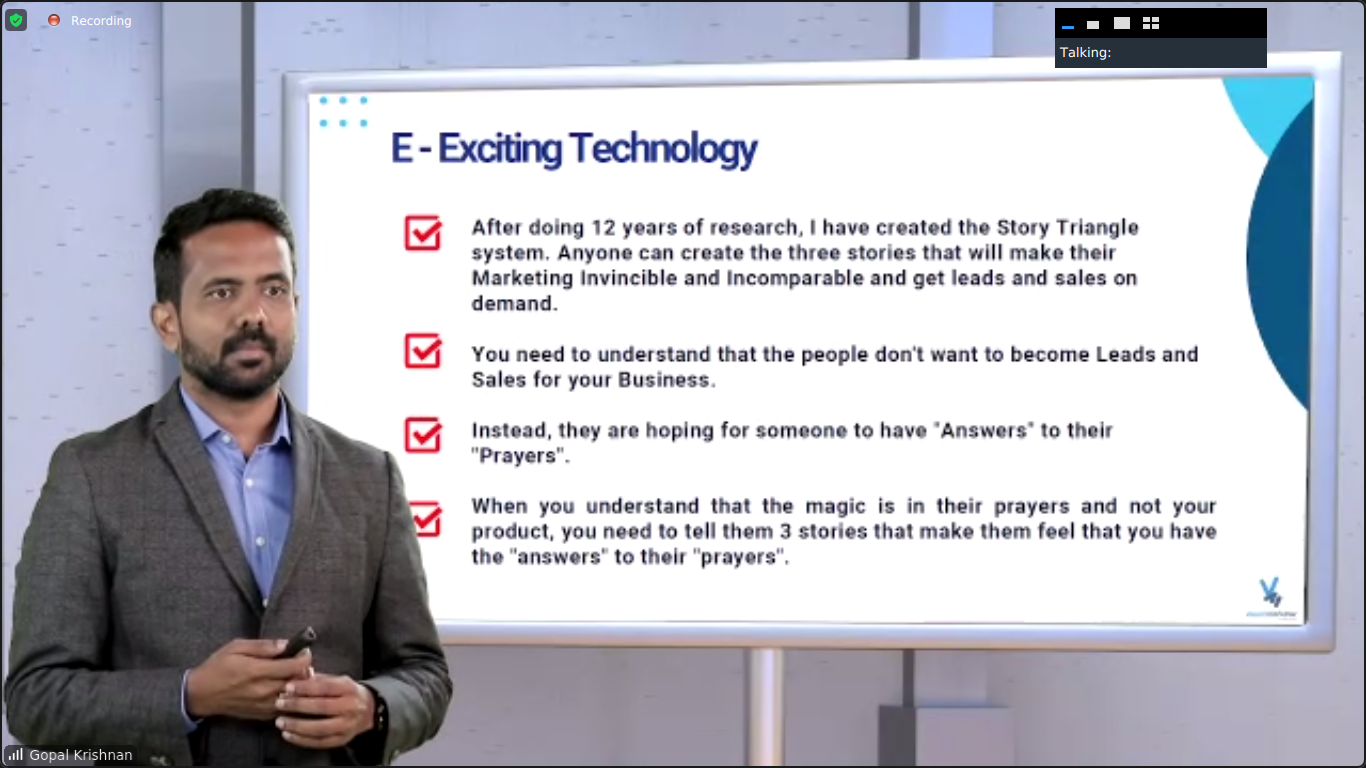 Recording
Talking:
E - Exciting Technology
After doing 12 years of research, I have created the Story Triangle
system. Anyone can create the three stories that will make their
Marketing Invincible and Incomparable and get leads and sales on
demand.
You need to understand that the people don't want to become Leads and
Sales for your Business.
Instead, they are hoping for someone to have "Answers" to their
"Prayers".
When you understand that the magic is in their prayers and not your
product, you need to tell them 3 stories that make them feel that you have
the "answers" to their "prayers".
Gopal Krishnan